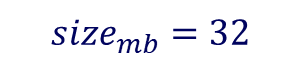 size_mb = 32